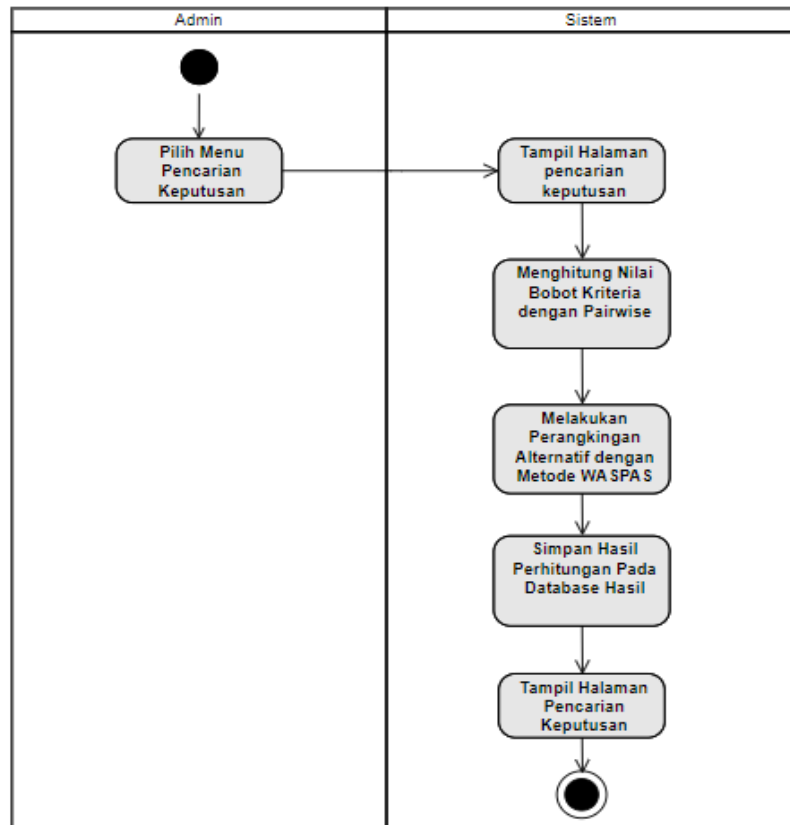 Admin
Sistem
Pilih Menu
Pencarian
Keputusan
Tampil Halaman
pencarian
keputusan
Menghitung Nilai
Bobot Kriteria
dengan Pairwise
Melakukan
Perangkingan
Alternatif dengan
Metode WASPAS
Simpan Hasil
Perhitungan Pada
Database Hasil
Tampil Halaman
Pencarian
Keputusan